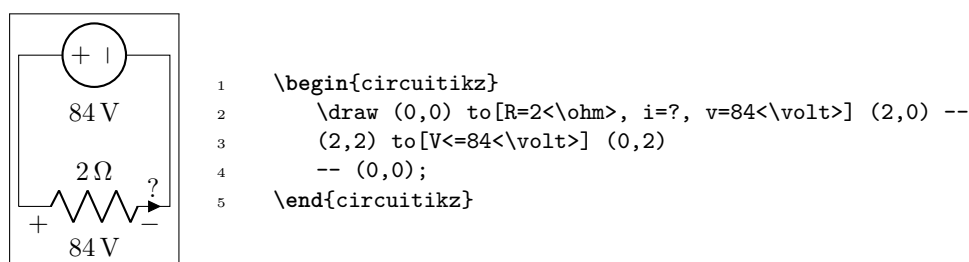 + −
84 V
2 Ω
?
+ −
84 V
1 \begin{circuitikz}
2 \draw (0,0) to[R=2<\ohm>, i=?, v=84<\volt>] (2,0) --
3 (2,2) to[V<=84<\volt>] (0,2)
4 -- (0,0);
5 \end{circuitikz}